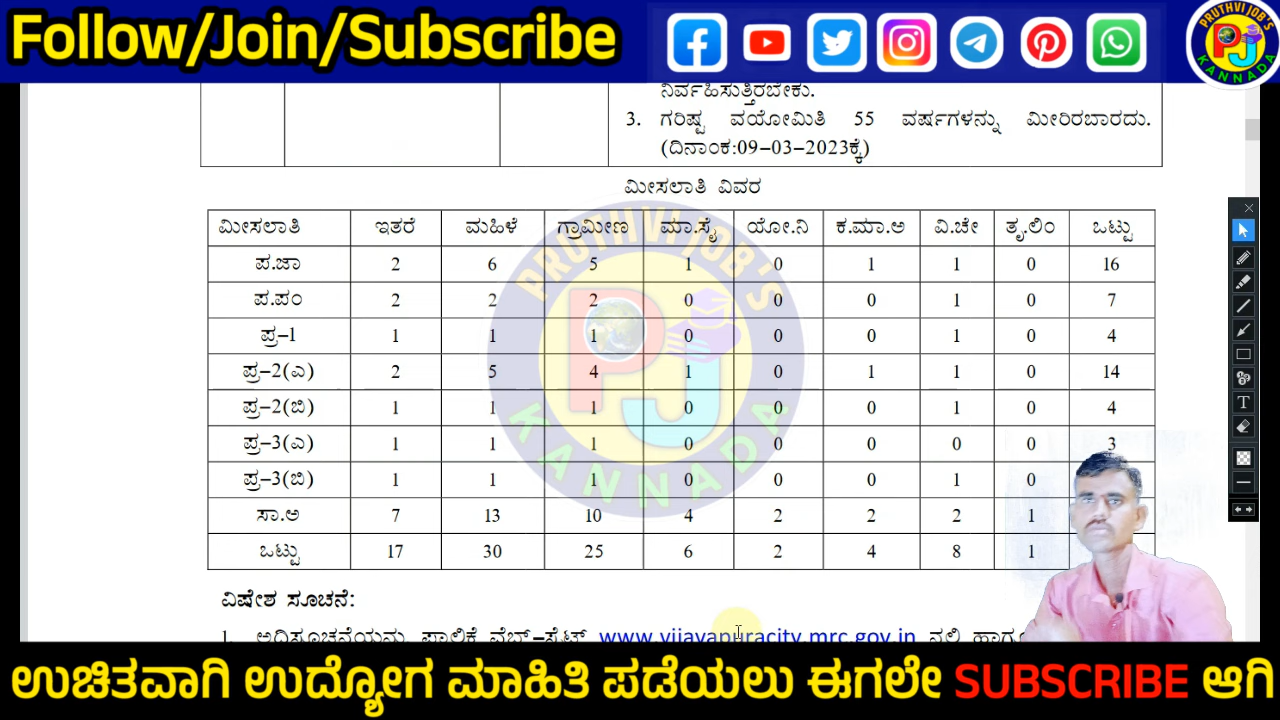 Follow/Join/Subscribe
PRUTHVI JOB'S
PJ
KANNADA
ನಿರ್ವಹಿಸುತ್ತಿರಬೇಕು.
3. ಗರಿಷ್ಟ ವಯೋಮಿತಿ 55 ವರ್ಷಗಳನ್ನು ಮೀರಿರಬಾರದು.
(ದಿನಾಂಕ:09-03-2023ಕ್ಕೆ)
ಮೀಸಲಾತಿ ವಿವರ
ಮೀಸಲಾತಿ ಇತರೆ ಮಹಿಳೆ ಗ್ರಾಮೀಣ ಮಾ.ಸೈ ಯೋ.ನಿ ಕ.ಮಾ.ಅ ವಿ.ಚೇ ತೃ.ಲಿಂ ಒಟ್ಟು
ಪ.ಜಾ 2 6 5 1 0 1 1 0 16
ಪ.ಪಂ 2 2 2 0 0 0 1 0 7
ಪ್ರ-1 1 1 1 0 0 0 1 0 4
ಪ್ರ-2(ಎ) 2 5 4 1 0 1 1 0 14
ಪ್ರ-2(ಬಿ) 1 1 1 0 0 0 1 0 4
ಪ್ರ-3(ಎ) 1 1 1 0 0 0 0 0 3
ಪ್ರ-3(ಬಿ) 1 1 1 0 0 0 1 0
ಸಾ.ಅ 7 13 10 4 2 2 2 1
ಒಟ್ಟು 17 30 25 6 2 4 8 1
PRUTHVI JOB'S
PJ
KANNADA
ವಿಷೇಶ ಸೂಚನೆ:
1. ಅಧಿಸೂಚನೆಯನ್ನು ಪಾಲಿಕೆ ವೆಬ್-ಸೈಟ್ www.vijayapuracity.mrc.gov.in ನಲ್ಲಿ
ಉಚಿತವಾಗಿ ಉದ್ಯೋಗ ಮಾಹಿತಿ ಪಡೆಯಲು ಈಗಲೇ SUBSCRIBE ಆಗಿ